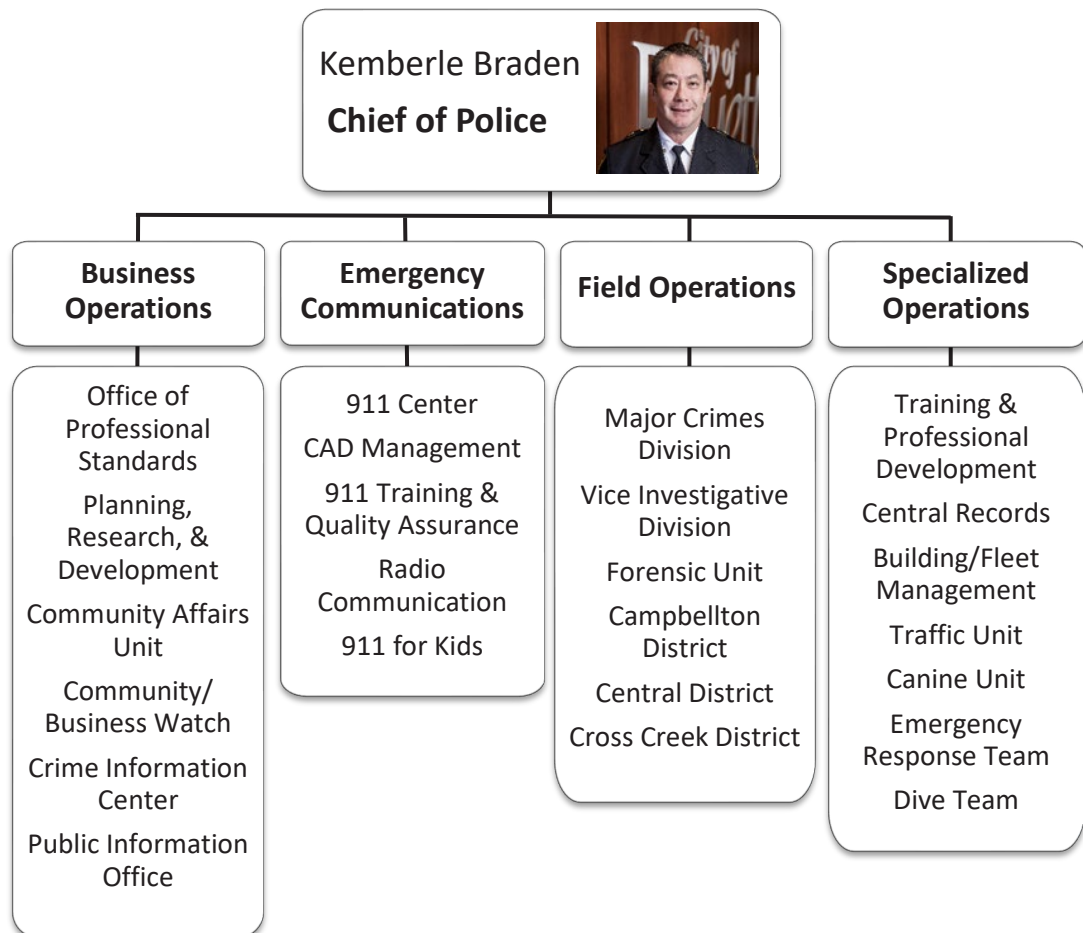 Kemberle Braden
Chief of Police
City of
Business
Operations
Emergency
Communications
Field Operations
Specialized
Operations
Office of
Professional
Standards
Planning,
Research, &
Development
Community Affairs
Unit
Community/
Business Watch
Crime Information
Center
Public Information
Office
911 Center
CAD Management
911 Training &
Quality Assurance
Radio
Communication
911 for Kids
Major Crimes
Division
Vice Investigative
Division
Forensic Unit
Campbellton
District
Central District
Cross Creek District
Training &
Professional
Development
Central Records
Building/Fleet
Management
Traffic Unit
Canine Unit
Emergency
Response Team
Dive Team